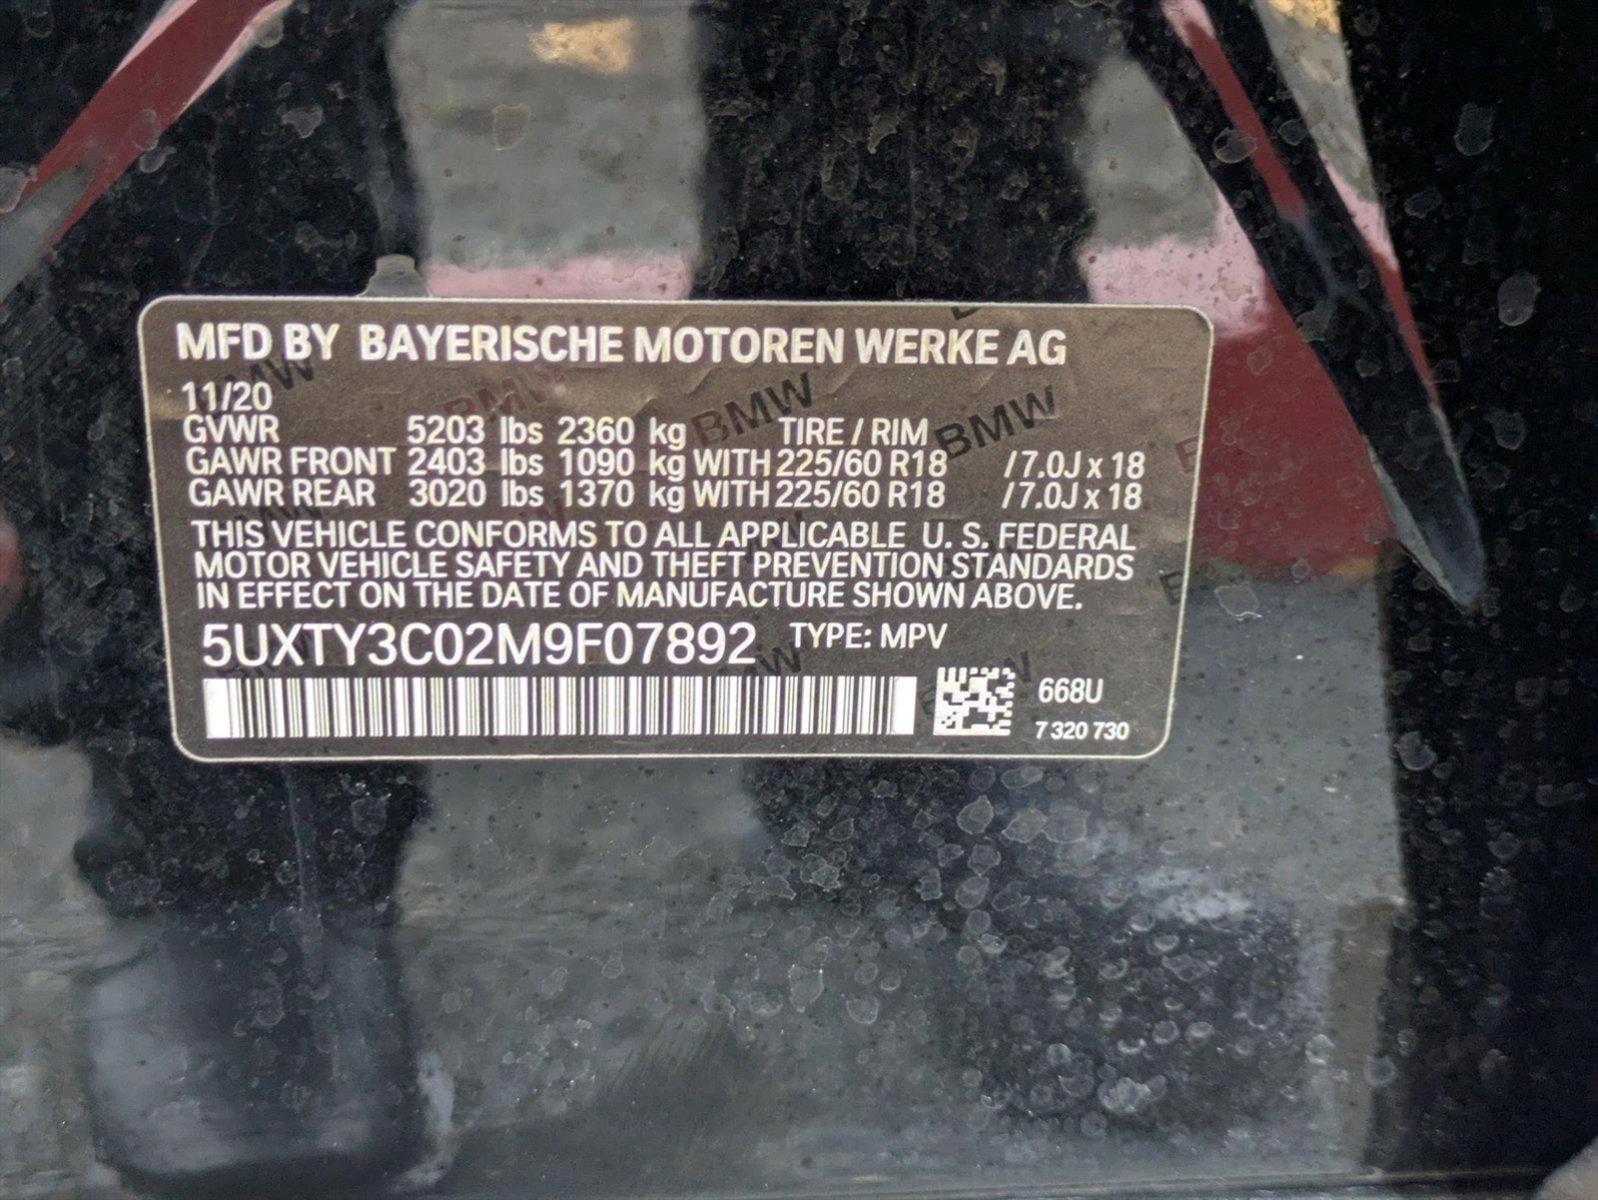 MFD BY BAYERISCHE MOTOREN WERKE AG
11/20
GVWR 5203 lbs 2360 kg TIRE / RIM
GAWR FRONT 2403 lbs 1090 kg WITH 225/60 R18 /7.0J x 18
GAWR REAR 3020 lbs 1370 kg WITH 225/60 R18 /7.0J x 18
THIS VEHICLE CONFORMS TO ALL APPLICABLE U. S. FEDERAL
MOTOR VEHICLE SAFETY AND THEFT PREVENTION STANDARDS
IN EFFECT ON THE DATE OF MANUFACTURE SHOWN ABOVE.
5UXTY3C02M9F07892 TYPE: MPV
668U
7 320 730